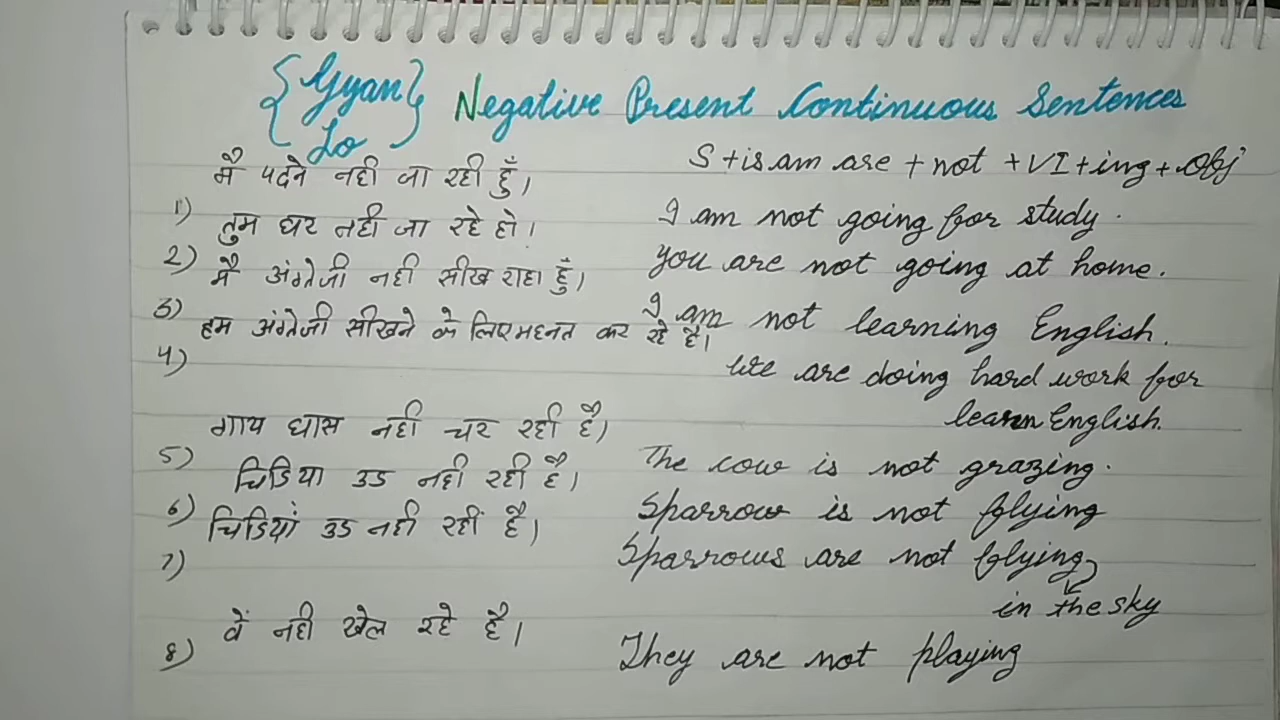 {Gyan Lo} Negative Present Continuous Sentences
S + is am are + not + VI + ing + Obj
मै पढने नही जा रही हूँ।
1) I am not going for study.
तुम घर नही जा रहे हो।
2) You are not going at home.
मै अंग्रेजी नही सीख राहा हूँ।
3) I am not learning English.
हम अंग्रेजी सीखने के लिए महनत कर रहे है।
4) We are doing hard work for
learn English.
गाय घास नही चर रही है।
5) The cow is not grazing.
चिडिया उड नही रही है।
6) Sparrow is not flying
चिडियां उड नही रहीं है।
7) Sparrows are not flying
in the sky
वें नही खेल रहे है।
8) They are not playing